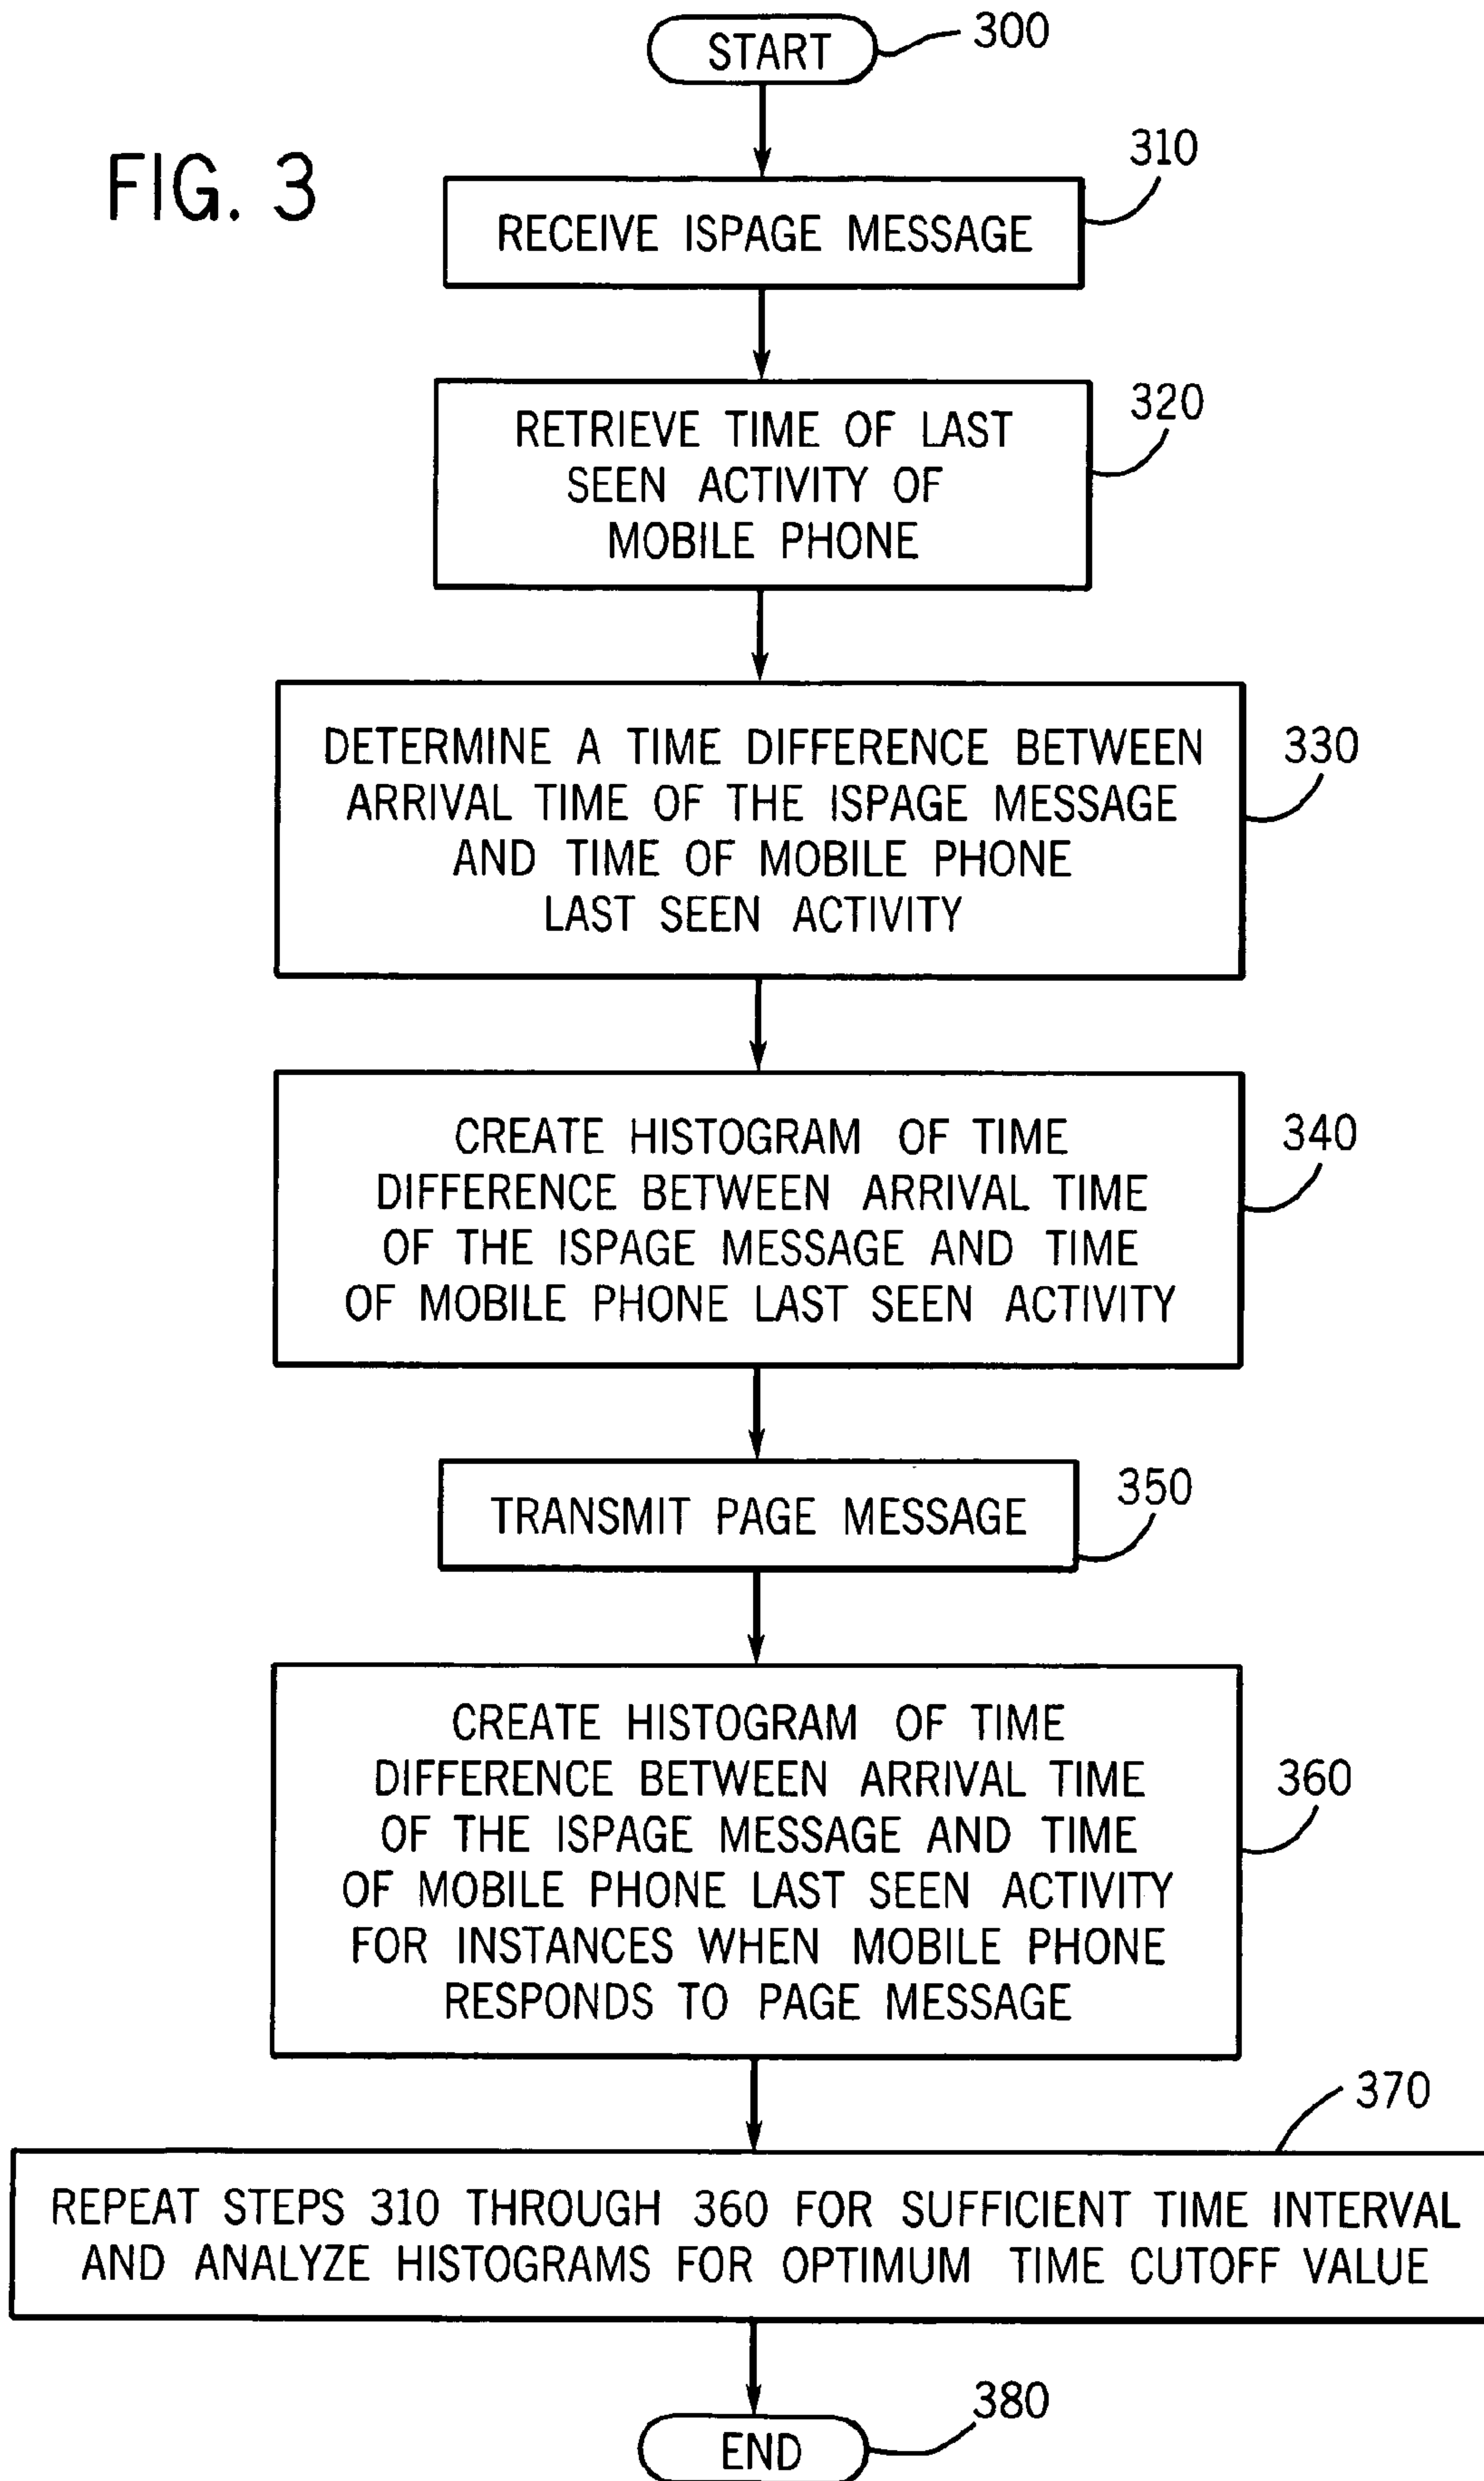 START
300
FIG. 3
310
RECEIVE ISPAGE MESSAGE
320
RETRIEVE TIME OF LAST
SEEN ACTIVITY OF
MOBILE PHONE
330
DETERMINE A TIME DIFFERENCE BETWEEN
ARRIVAL TIME OF THE ISPAGE MESSAGE
AND TIME OF MOBILE PHONE
LAST SEEN ACTIVITY
340
CREATE HISTOGRAM OF TIME
DIFFERENCE BETWEEN ARRIVAL TIME
OF THE ISPAGE MESSAGE AND TIME
OF MOBILE PHONE LAST SEEN ACTIVITY
350
TRANSMIT PAGE MESSAGE
360
CREATE HISTOGRAM OF TIME
DIFFERENCE BETWEEN ARRIVAL TIME
OF THE ISPAGE MESSAGE AND TIME
OF MOBILE PHONE LAST SEEN ACTIVITY
FOR INSTANCES WHEN MOBILE PHONE
RESPONDS TO PAGE MESSAGE
370
REPEAT STEPS 310 THROUGH 360 FOR SUFFICIENT TIME INTERVAL
AND ANALYZE HISTOGRAMS FOR OPTIMUM TIME CUTOFF VALUE
380
END